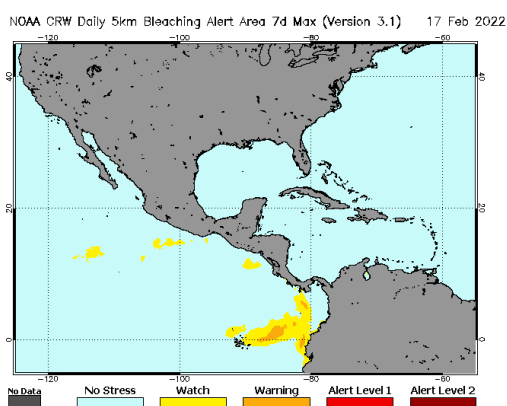 NOAA CRW Daily 5km Bleaching Alert Area 7d Max (Version 3.1) 17 Feb 2022
-120 -100 -80 -60
40 40
20 20
0 0
-120 -100 -80 -60
No Data No Stress Watch Warning Alert Level 1 Alert Level 2